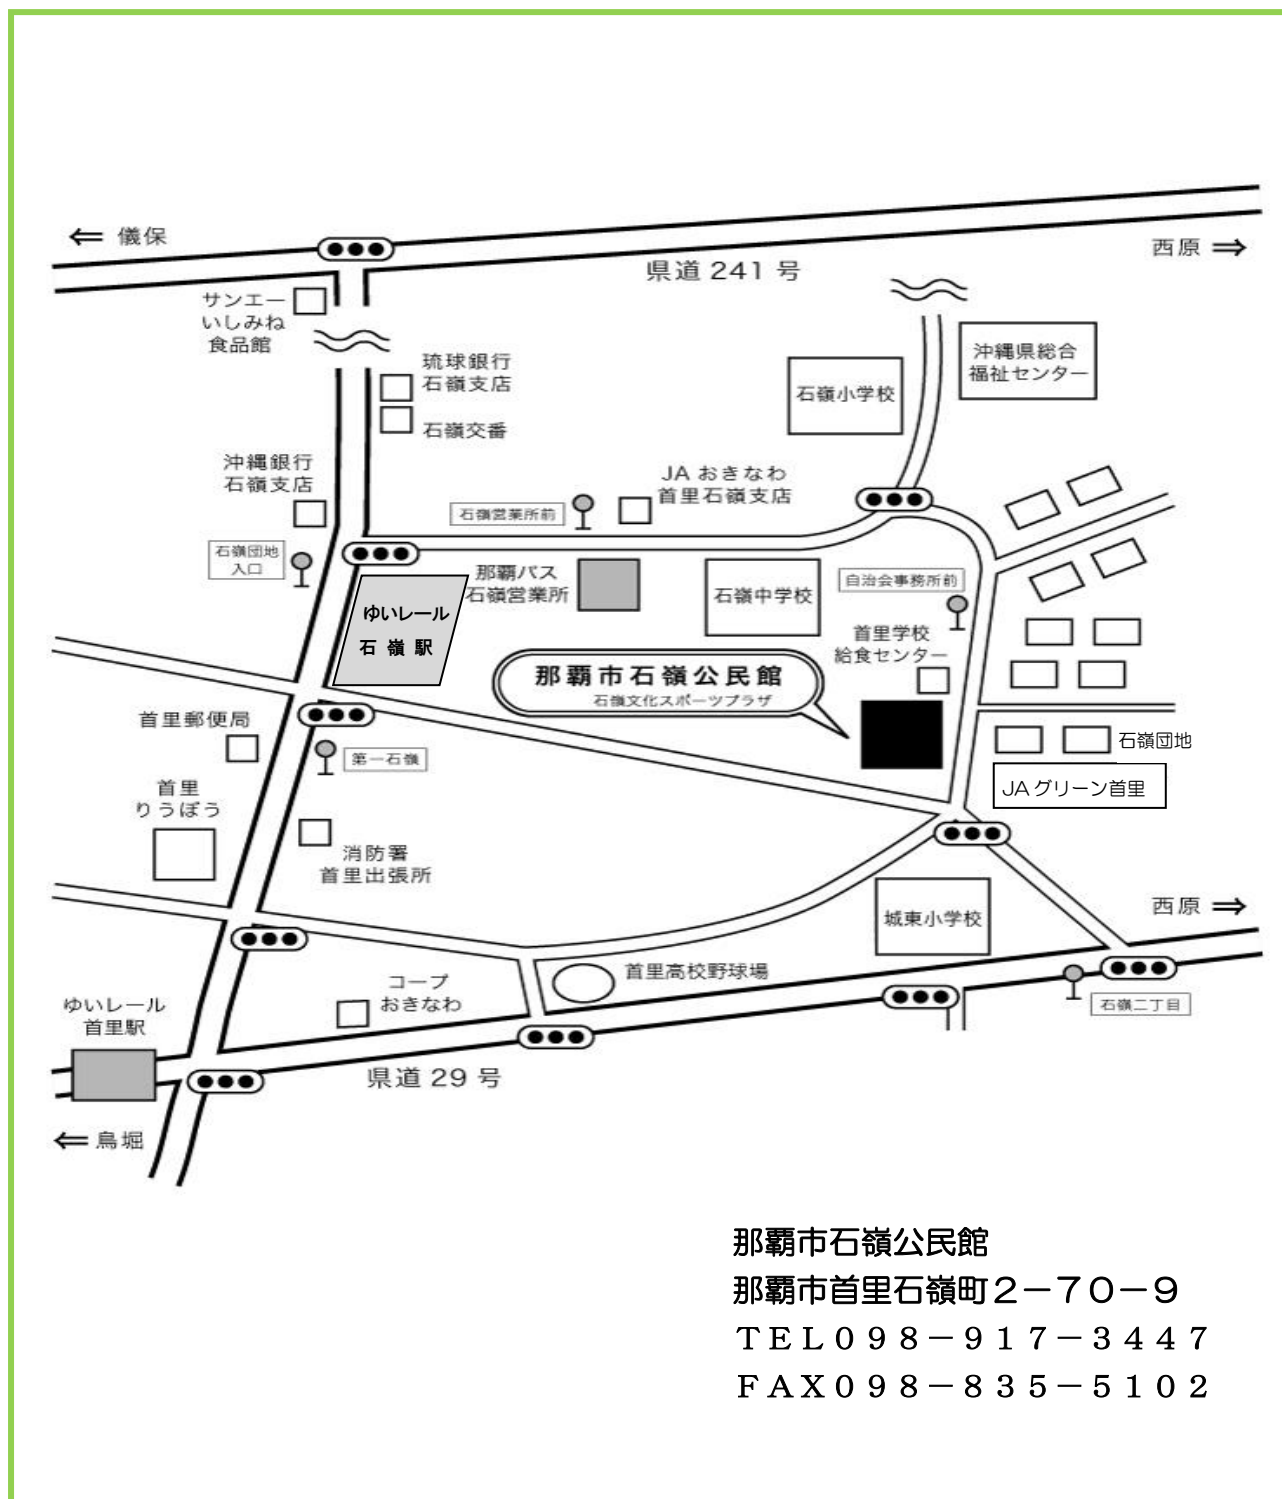 ⇐ 儀保
西原 ⇒
県道 241 号
サンエー
いしみね
食品館
琉球銀行
石嶺支店
石嶺交番
石嶺小学校
沖縄県総合
福祉センター
沖縄銀行
石嶺支店
JA おきなわ
首里石嶺支店
石嶺営業所前
石嶺団地
入口
那覇バス
石嶺営業所
石嶺中学校
自治会事務所前
ゆいレール
石嶺駅
首里学校
給食センター
那覇市石嶺公民館
石嶺文化スポーツプラザ
首里郵便局
第一石嶺
石嶺団地
JA グリーン首里
首里
りうぼう
消防署
首里出張所
城東小学校
西原 ⇒
首里高校野球場
コープ
おきなわ
石嶺二丁目
ゆいレール
首里駅
県道 29 号
⇐ 鳥堀
那覇市石嶺公民館
那覇市首里石嶺町2－70－9
TEL098－917－3447
FAX098－835－5102